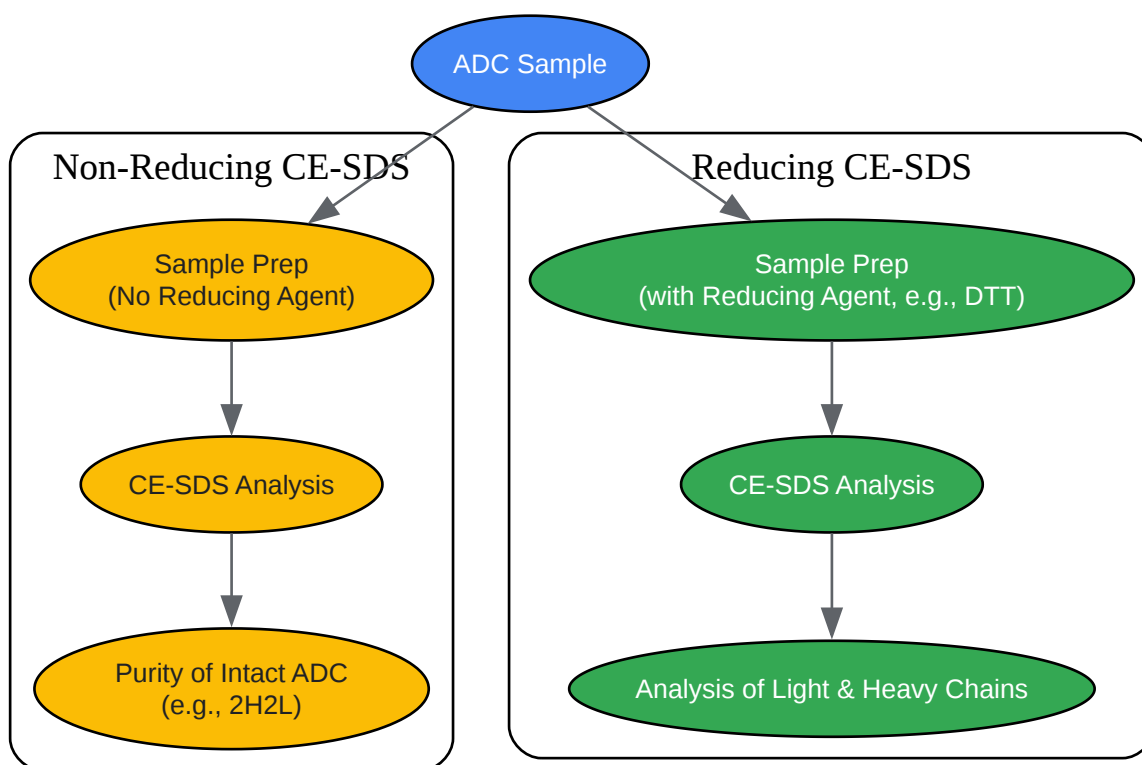 ADC Sample
Non-Reducing CE-SDS
Sample Prep
(No Reducing Agent)
CE-SDS Analysis
Purity of Intact ADC
(e.g., 2H2L)
Reducing CE-SDS
Sample Prep
(with Reducing Agent, e.g., DTT)
CE-SDS Analysis
Analysis of Light & Heavy Chains